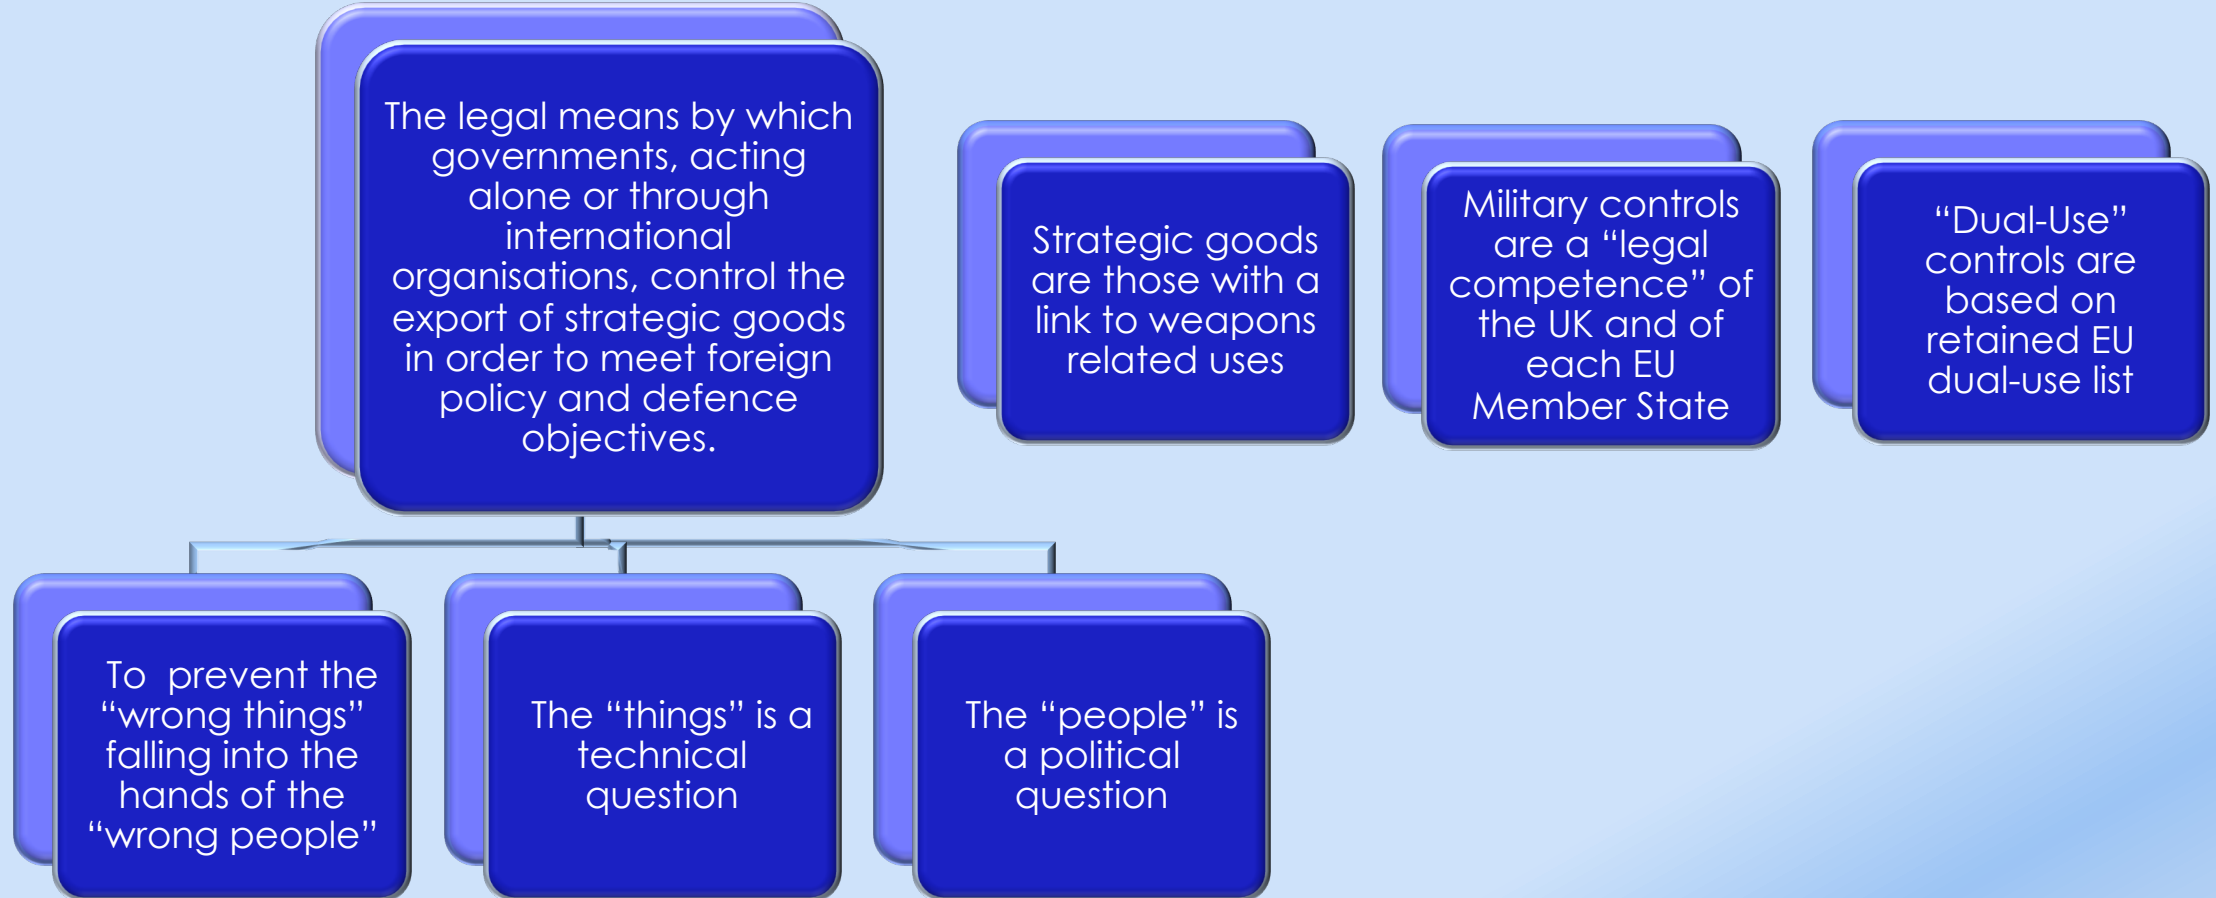 The legal means by which
governments, acting
alone or through
international
organisations, control the
export of strategic goods
in order to meet foreign
policy and defence
objectives.
Strategic goods
are those with a
link to weapons
related uses
Military controls
are a “legal
competence” of
the UK and of
each EU
Member State
“Dual-Use”
controls are
based on
retained EU
dual-use list
To  prevent the
“wrong things”
falling into the
hands of the
“wrong people”
The “things” is a
technical
question
The “people” is
a political
question